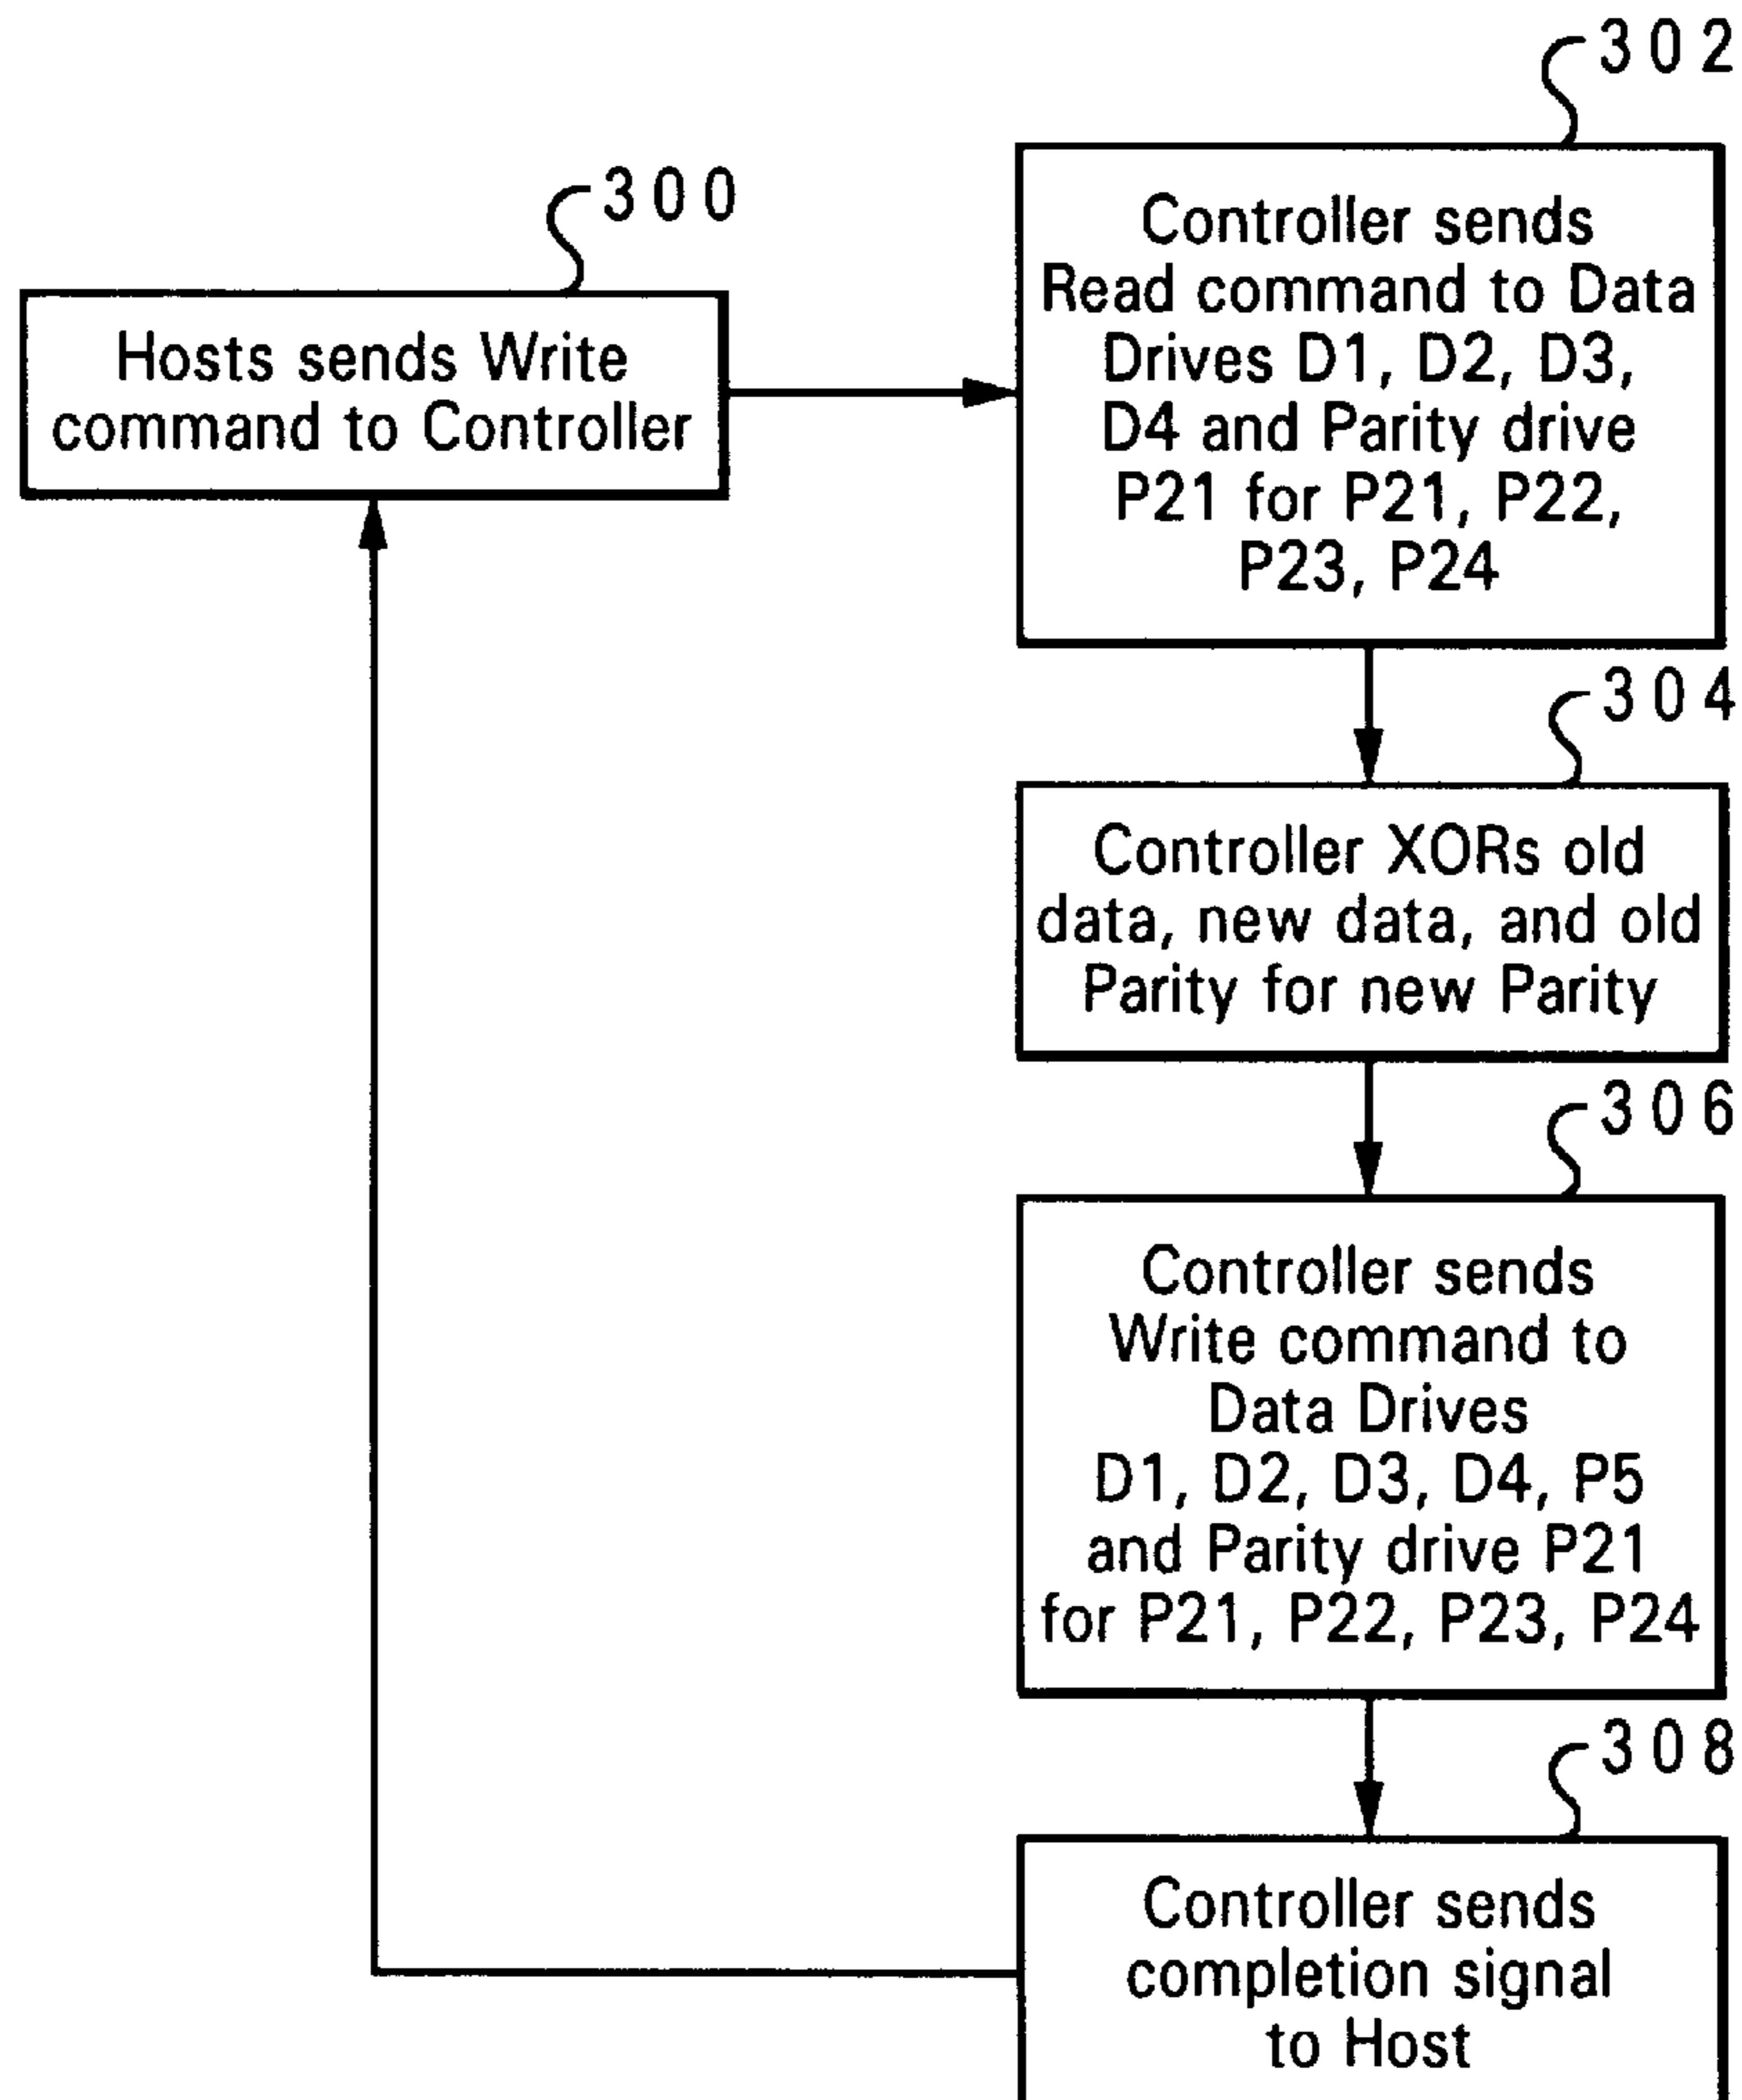 302
300
Controller sends
Read command to Data
Drives D1, D2, D3,
D4 and Parity drive
P21 for P21, P22,
P23, P24
Hosts sends Write
command to Controller
304
Controller XORs old
data, new data, and old
Parity for new Parity
306
Controller sends
Write command to
Data Drives
D1, D2, D3, D4, P5
and Parity drive P21
for P21, P22, P23, P24
308
Controller sends
completion signal
to Host